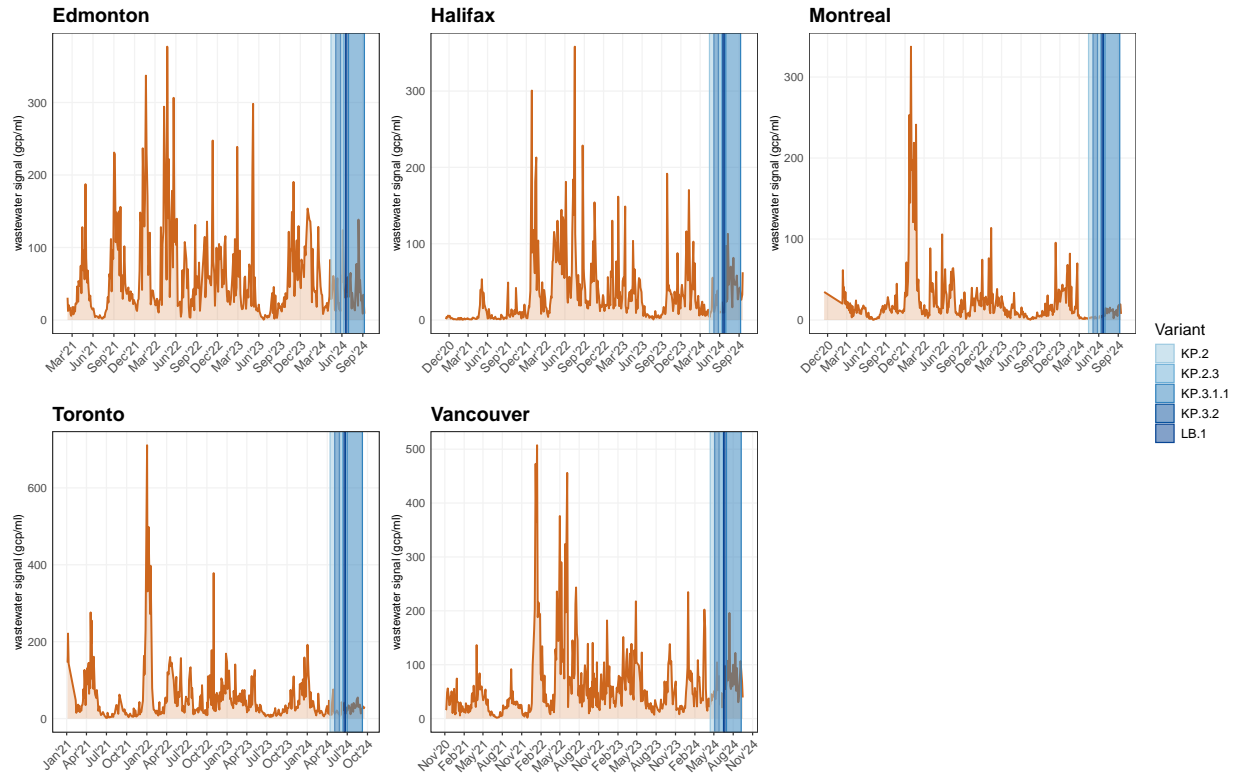 Edmonton
wastewater signal (gcp/ml)
300
200
100
0
Mar'21
Jun'21
Sep'21
Dec'21
Mar'22
Jun'22
Sep'22
Dec'22
Mar'23
Jun'23
Sep'23
Dec'23
Mar'24
Jun'24
Sep'24
Halifax
wastewater signal (gcp/ml)
300
200
100
0
Dec'20
Mar'21
Jun'21
Sep'21
Dec'21
Mar'22
Jun'22
Sep'22
Dec'22
Mar'23
Jun'23
Sep'23
Dec'23
Mar'24
Jun'24
Sep'24
Montreal
wastewater signal (gcp/ml)
300
200
100
0
Dec'20
Mar'21
Jun'21
Sep'21
Dec'21
Mar'22
Jun'22
Sep'22
Dec'22
Mar'23
Jun'23
Sep'23
Dec'23
Mar'24
Jun'24
Sep'24
Variant
KP.2
KP.2.3
KP.3.1.1
KP.3.2
LB.1
Toronto
wastewater signal (gcp/ml)
600
400
200
0
Jan'21
Apr'21
Jul'21
Oct'21
Jan'22
Apr'22
Jul'22
Oct'22
Jan'23
Apr'23
Jul'23
Oct'23
Jan'24
Apr'24
Jul'24
Oct'24
Vancouver
wastewater signal (gcp/ml)
500
400
300
200
100
0
Nov'20
Feb'21
May'21
Aug'21
Nov'21
Feb'22
May'22
Aug'22
Nov'22
Feb'23
May'23
Aug'23
Nov'23
Feb'24
May'24
Aug'24
Nov'24